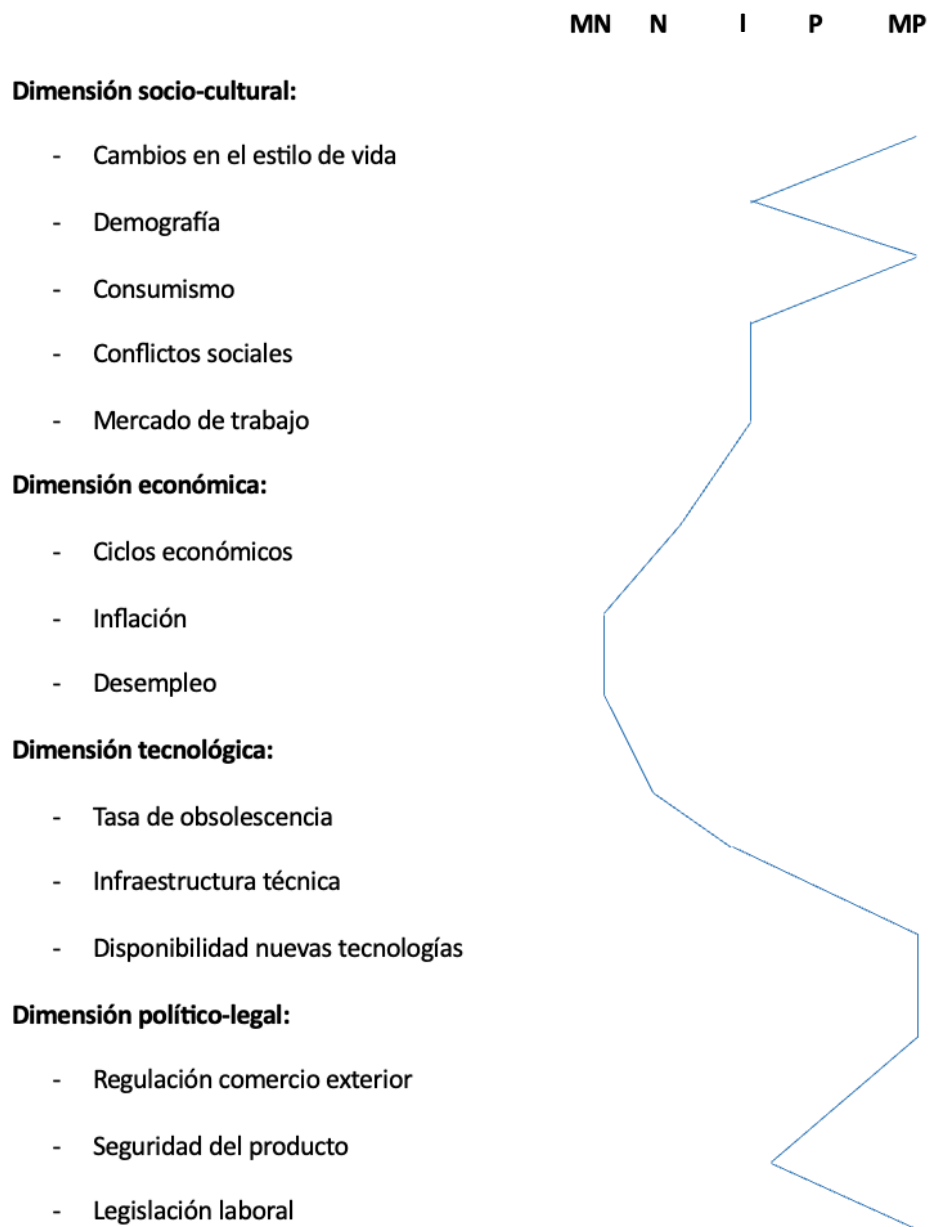 MN N I P MP
Dimensión socio-cultural:
- Cambios en el estilo de vida
- Demografía
- Consumismo
- Conflictos sociales
- Mercado de trabajo
Dimensión económica:
- Ciclos económicos
- Inflación
- Desempleo
Dimensión tecnológica:
- Tasa de obsolescencia
- Infraestructura técnica
- Disponibilidad nuevas tecnologías
Dimensión político-legal:
- Regulación comercio exterior
- Seguridad del producto
- Legislación laboral